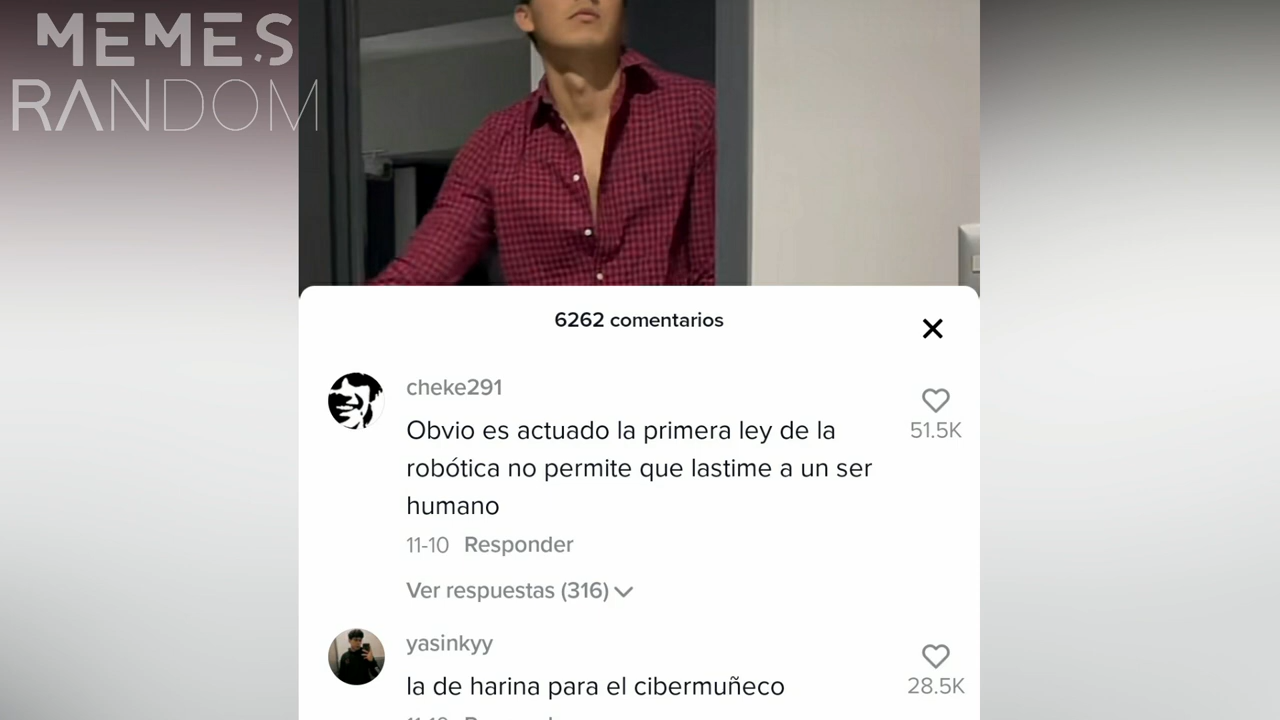 MEMES
RANDOM
6262 comentarios
cheke291
Obvio es actuado la primera ley de la
robótica no permite que lastime a un ser
humano
51.5K
11-10 Responder
Ver respuestas (316)
yasinkyy
la de harina para el cibermuñeco
28.5K